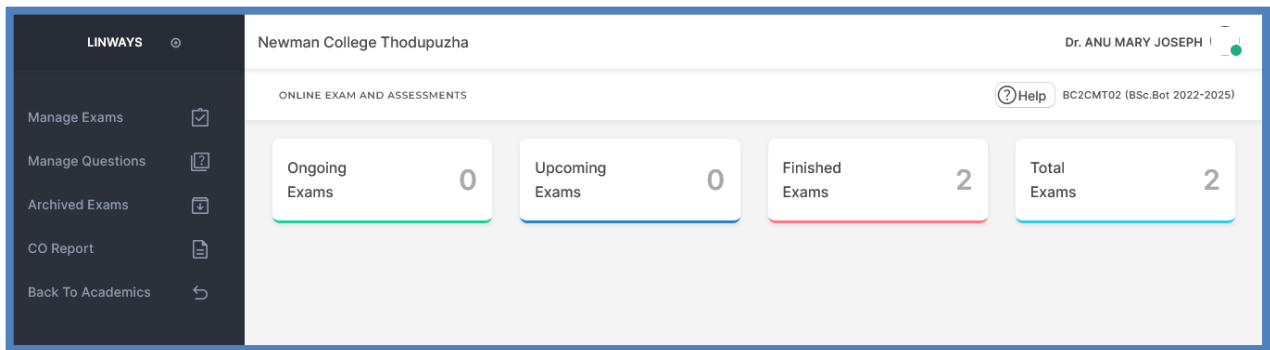 LINWAYS
Manage Exams
Manage Questions
Archived Exams
CO Report
Back To Academics
Newman College Thodupuzha
Dr. ANU MARY JOSEPH
ONLINE EXAM AND ASSESSMENTS
Help
BC2CMT02 (BSc.Bot 2022-2025)
Ongoing
Exams
0
Upcoming
Exams
0
Finished
Exams
2
Total
Exams
2